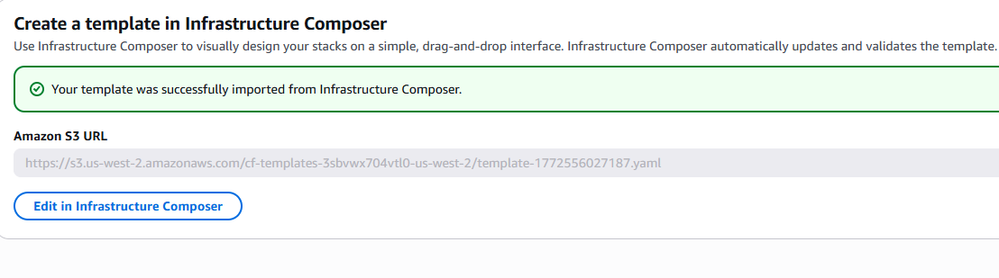 Create a template in Infrastructure Composer
Use Infrastructure Composer to visually design your stacks on a simple, drag-and-drop interface. Infrastructure Composer automatically updates and validates the template.
Your template was successfully imported from Infrastructure Composer.
Amazon S3 URL
https://s3.us-west-2.amazonaws.com/cf-templates-3sbvwx704vtl0-us-west-2/template-1772556027187.yaml
Edit in Infrastructure Composer